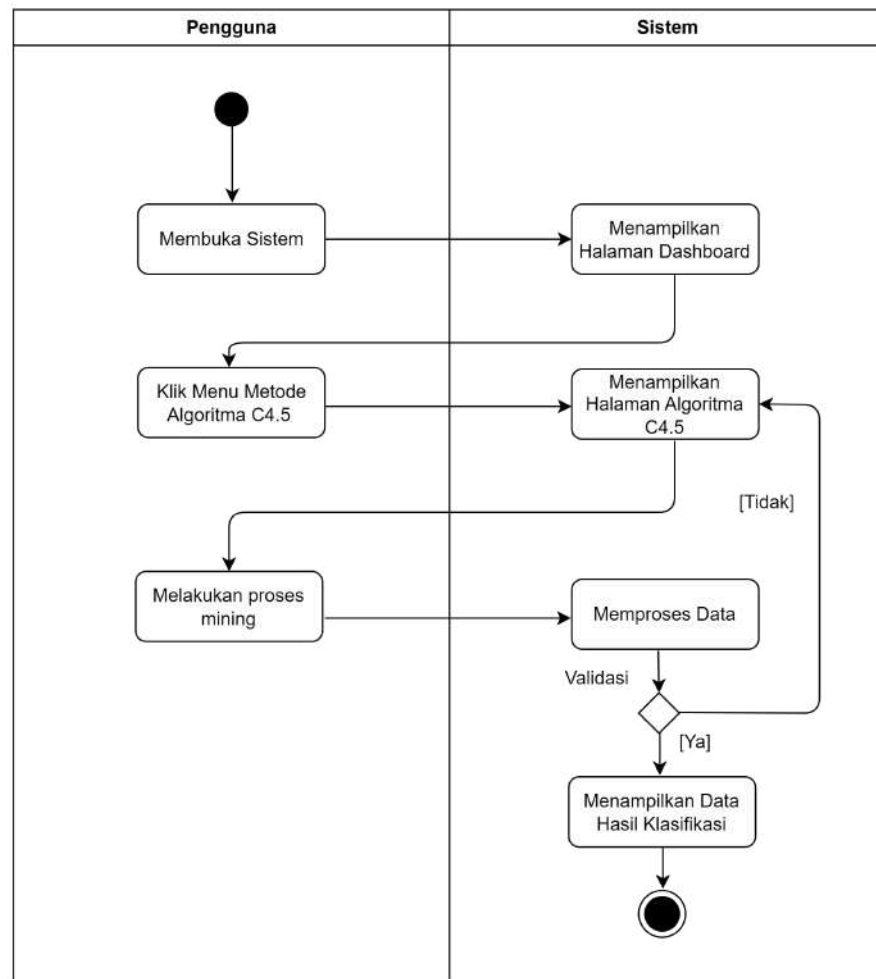 Pengguna
Sistem
Membuka Sistem
Menampilkan
Halaman Dashboard
Klik Menu Metode
Algoritma C4.5
Menampilkan
Halaman Algoritma
C4.5
[Tidak]
Melakukan proses
mining
Memproses Data
Validasi
[Ya]
Menampilkan Data
Hasil Klasifikasi